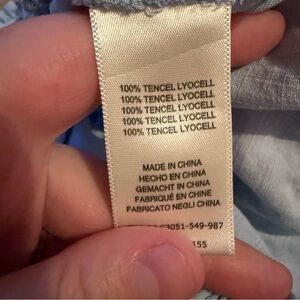 100% TENCEL LYOCELL
100% TENCEL LYOCELL
100% TENCEL LYOCELL
100% TENCEL LYOCELL
100% TENCEL LYOCELL
MADE IN CHINA
HECHO EN CHINA
GEMACHT IN CHINA
FABRIQUÉ EN CHINE
FABRICATO NEGLI CHINA
3051-549-987